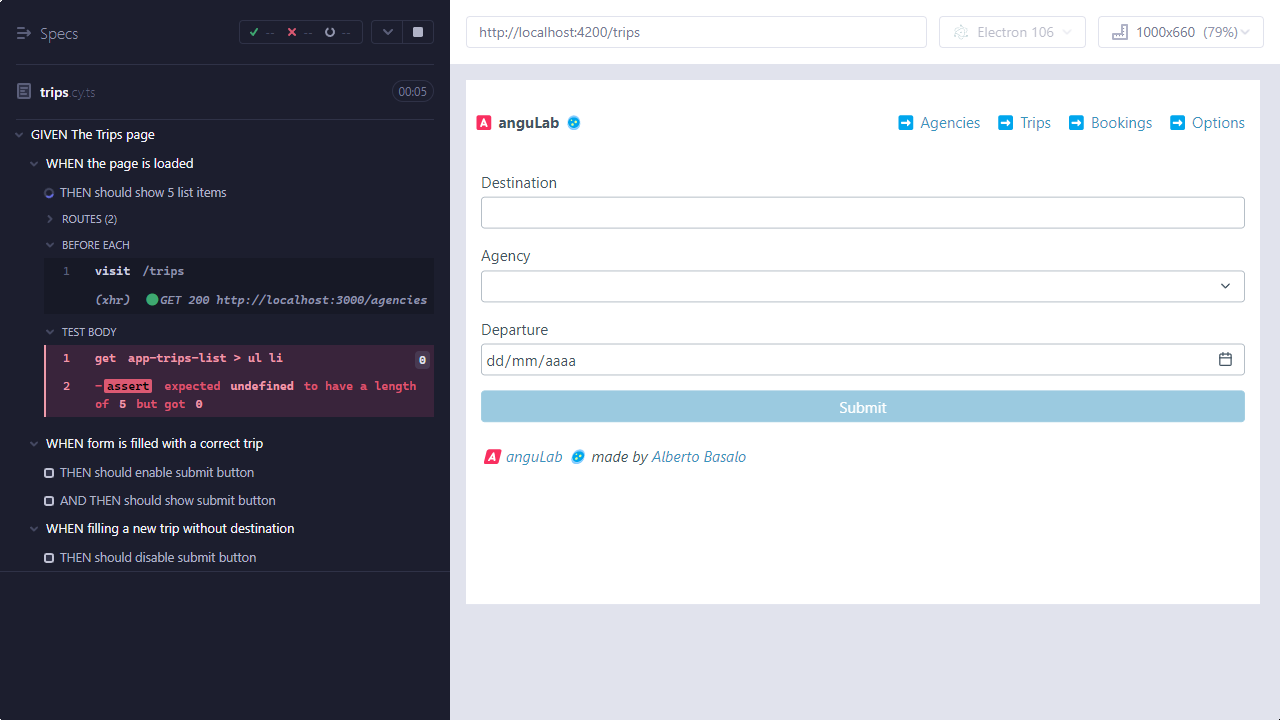 Specs
-- -- --
trips.cy.ts
00:05
GIVEN The Trips page
WHEN the page is loaded
THEN should show 5 list items
ROUTES (2)
BEFORE EACH
1 visit /trips
(xhr) GET 200 http://localhost:3000/agencies
TEST BODY
1 get app-trips-list > ul li 0
2 -assert expected undefined to have a length
of 5 but got 0
WHEN form is filled with a correct trip
THEN should enable submit button
AND THEN should show submit button
WHEN filling a new trip without destination
THEN should disable submit button
http://localhost:4200/trips
Electron 106
1000x660 (79%)
A anguLab
Agencies Trips Bookings Options
Destination
Agency
Departure
dd/mm/aaaa
Submit
A anguLab made by Alberto Basalo